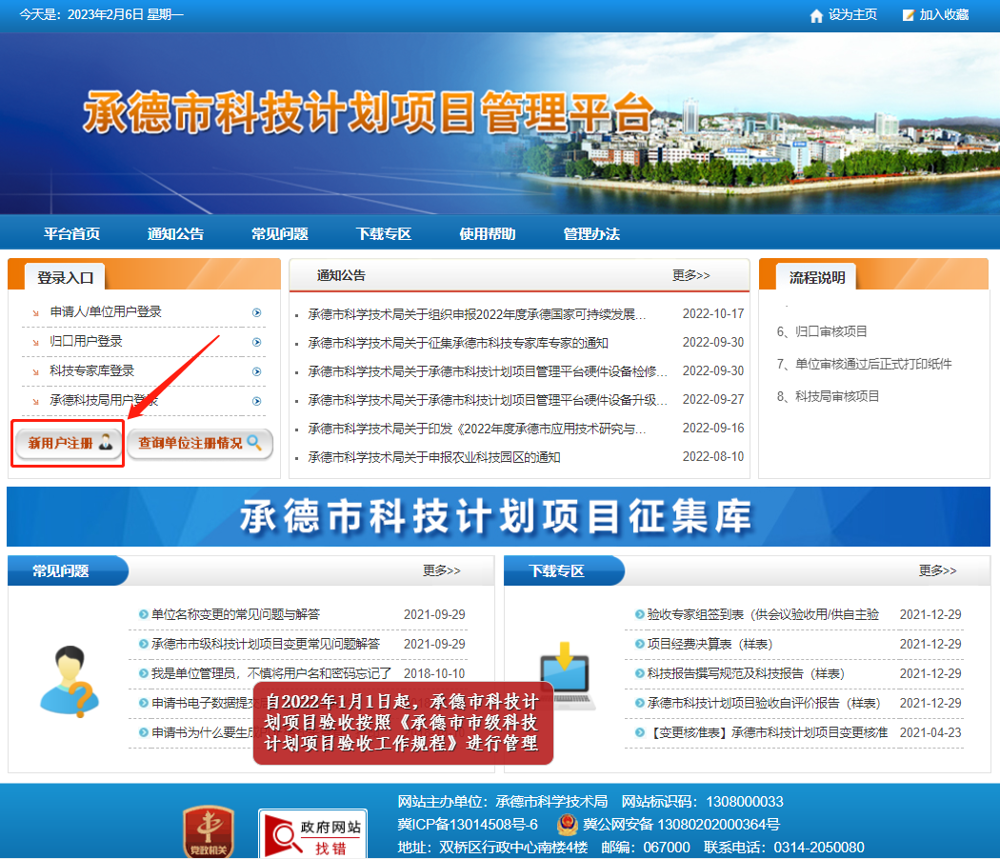 今天是：2023年2月6日 星期一
设为主页
加入收藏
承德市科技计划项目管理平台
平台首页
通知公告
常见问题
下载专区
使用帮助
管理办法
登录入口
申请人/单位用户登录
归口用户登录
科技专家库登录
承德科技局用户登录
新用户注册
查询单位注册情况
通知公告
更多>>
承德市科学技术局关于组织申报2022年度承德国家可持续发展... 2022-10-17
承德市科学技术局关于征集承德市科技专家库专家的通知 2022-09-30
承德市科学技术局关于承德市科技计划项目管理平台硬件设备检修... 2022-09-30
承德市科学技术局关于承德市科技计划项目管理平台硬件设备升级... 2022-09-27
承德市科学技术局关于印发《2022年度承德市应用技术研究与... 2022-09-16
承德市科学技术局关于申报农业科技园区的通知 2022-08-10
流程说明
6、归口审核项目
7、单位审核通过后正式打印纸件
8、科技局审核项目
承德市科技计划项目征集库
常见问题
更多>>
单位名称变更的常见问题与解答 2021-09-29
承德市市级科技计划项目变更常见问题解答 2021-09-29
我是单位管理员，不慎将用户名和密码忘记了 2018-10-10
申请书电子数据提交
申请书为什么要生成
自2022年1月1日起，承德市科技计
划项目验收按照《承德市市级科技
计划项目验收工作规程》进行管理
下载专区
更多>>
验收专家组签到表（供会议验收用/供自主验 2021-12-29
项目经费决算表（样表） 2021-12-29
科技报告撰写规范及科技报告（样表） 2021-12-29
承德市科技计划项目验收自评价报告（样表） 2021-12-29
【变更核准表】承德市科技计划项目变更核准 2021-04-23
党政机关
政府网站
找错
网站主办单位：承德市科学技术局 网站标识码：1308000033
冀ICP备13014508号-6 冀公网安备 13080202000364号
地址：双桥区行政中心南楼4楼 邮编：067000 联系电话：0314-2050080